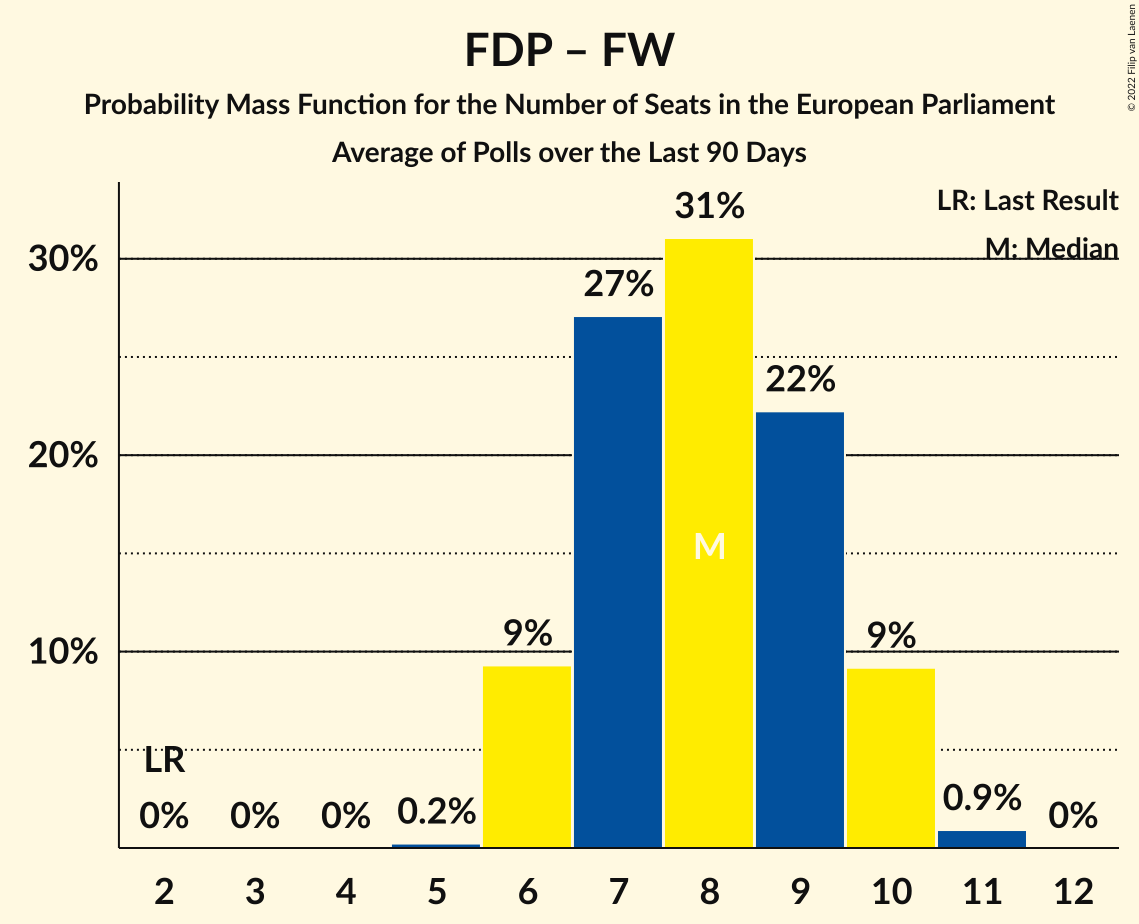 FDP – FW
Probability Mass Function for the Number of Seats in the European Parliament
Average of Polls over the Last 90 Days
© 2022 Filip van Laenen
LR: Last Result
M: Median
30%
20%
10%
LR
0%
0%
0%
0.2%
9%
27%
31%
M
22%
9%
0.9%
0%
2 3 4 5 6 7 8 9 10 11 12